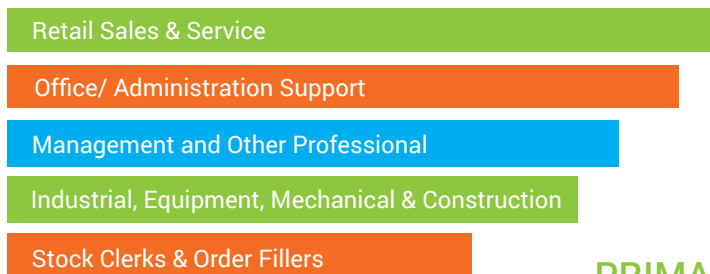 Retail Sales & Service
Office/ Administration Support
Management and Other Professional
Industrial, Equipment, Mechanical & Construction
Stock Clerks & Order Fillers